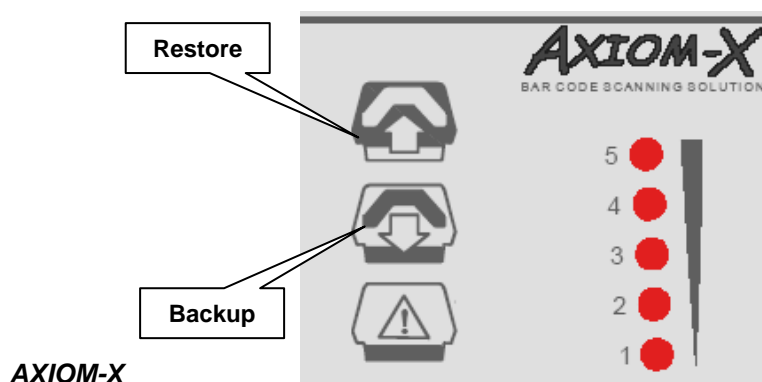 Restore
AXIOM-X
BAR CODE SCANNING SOLUTION
5
4
3
2
1
Backup
AXIOM-X